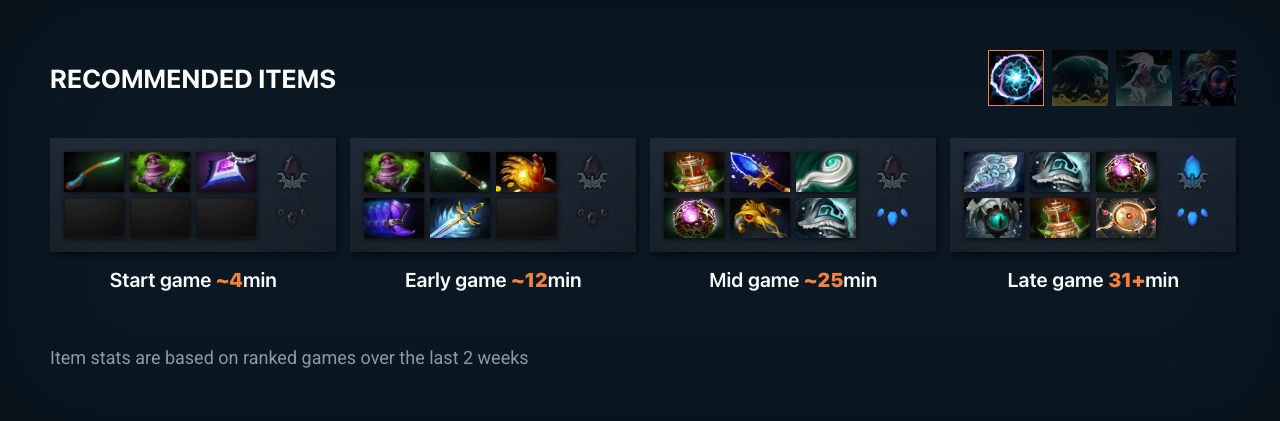 RECOMMENDED ITEMS
Start game ~4min
Early game ~12min
Mid game ~25min
Late game 31+min
Item stats are based on ranked games over the last 2 weeks